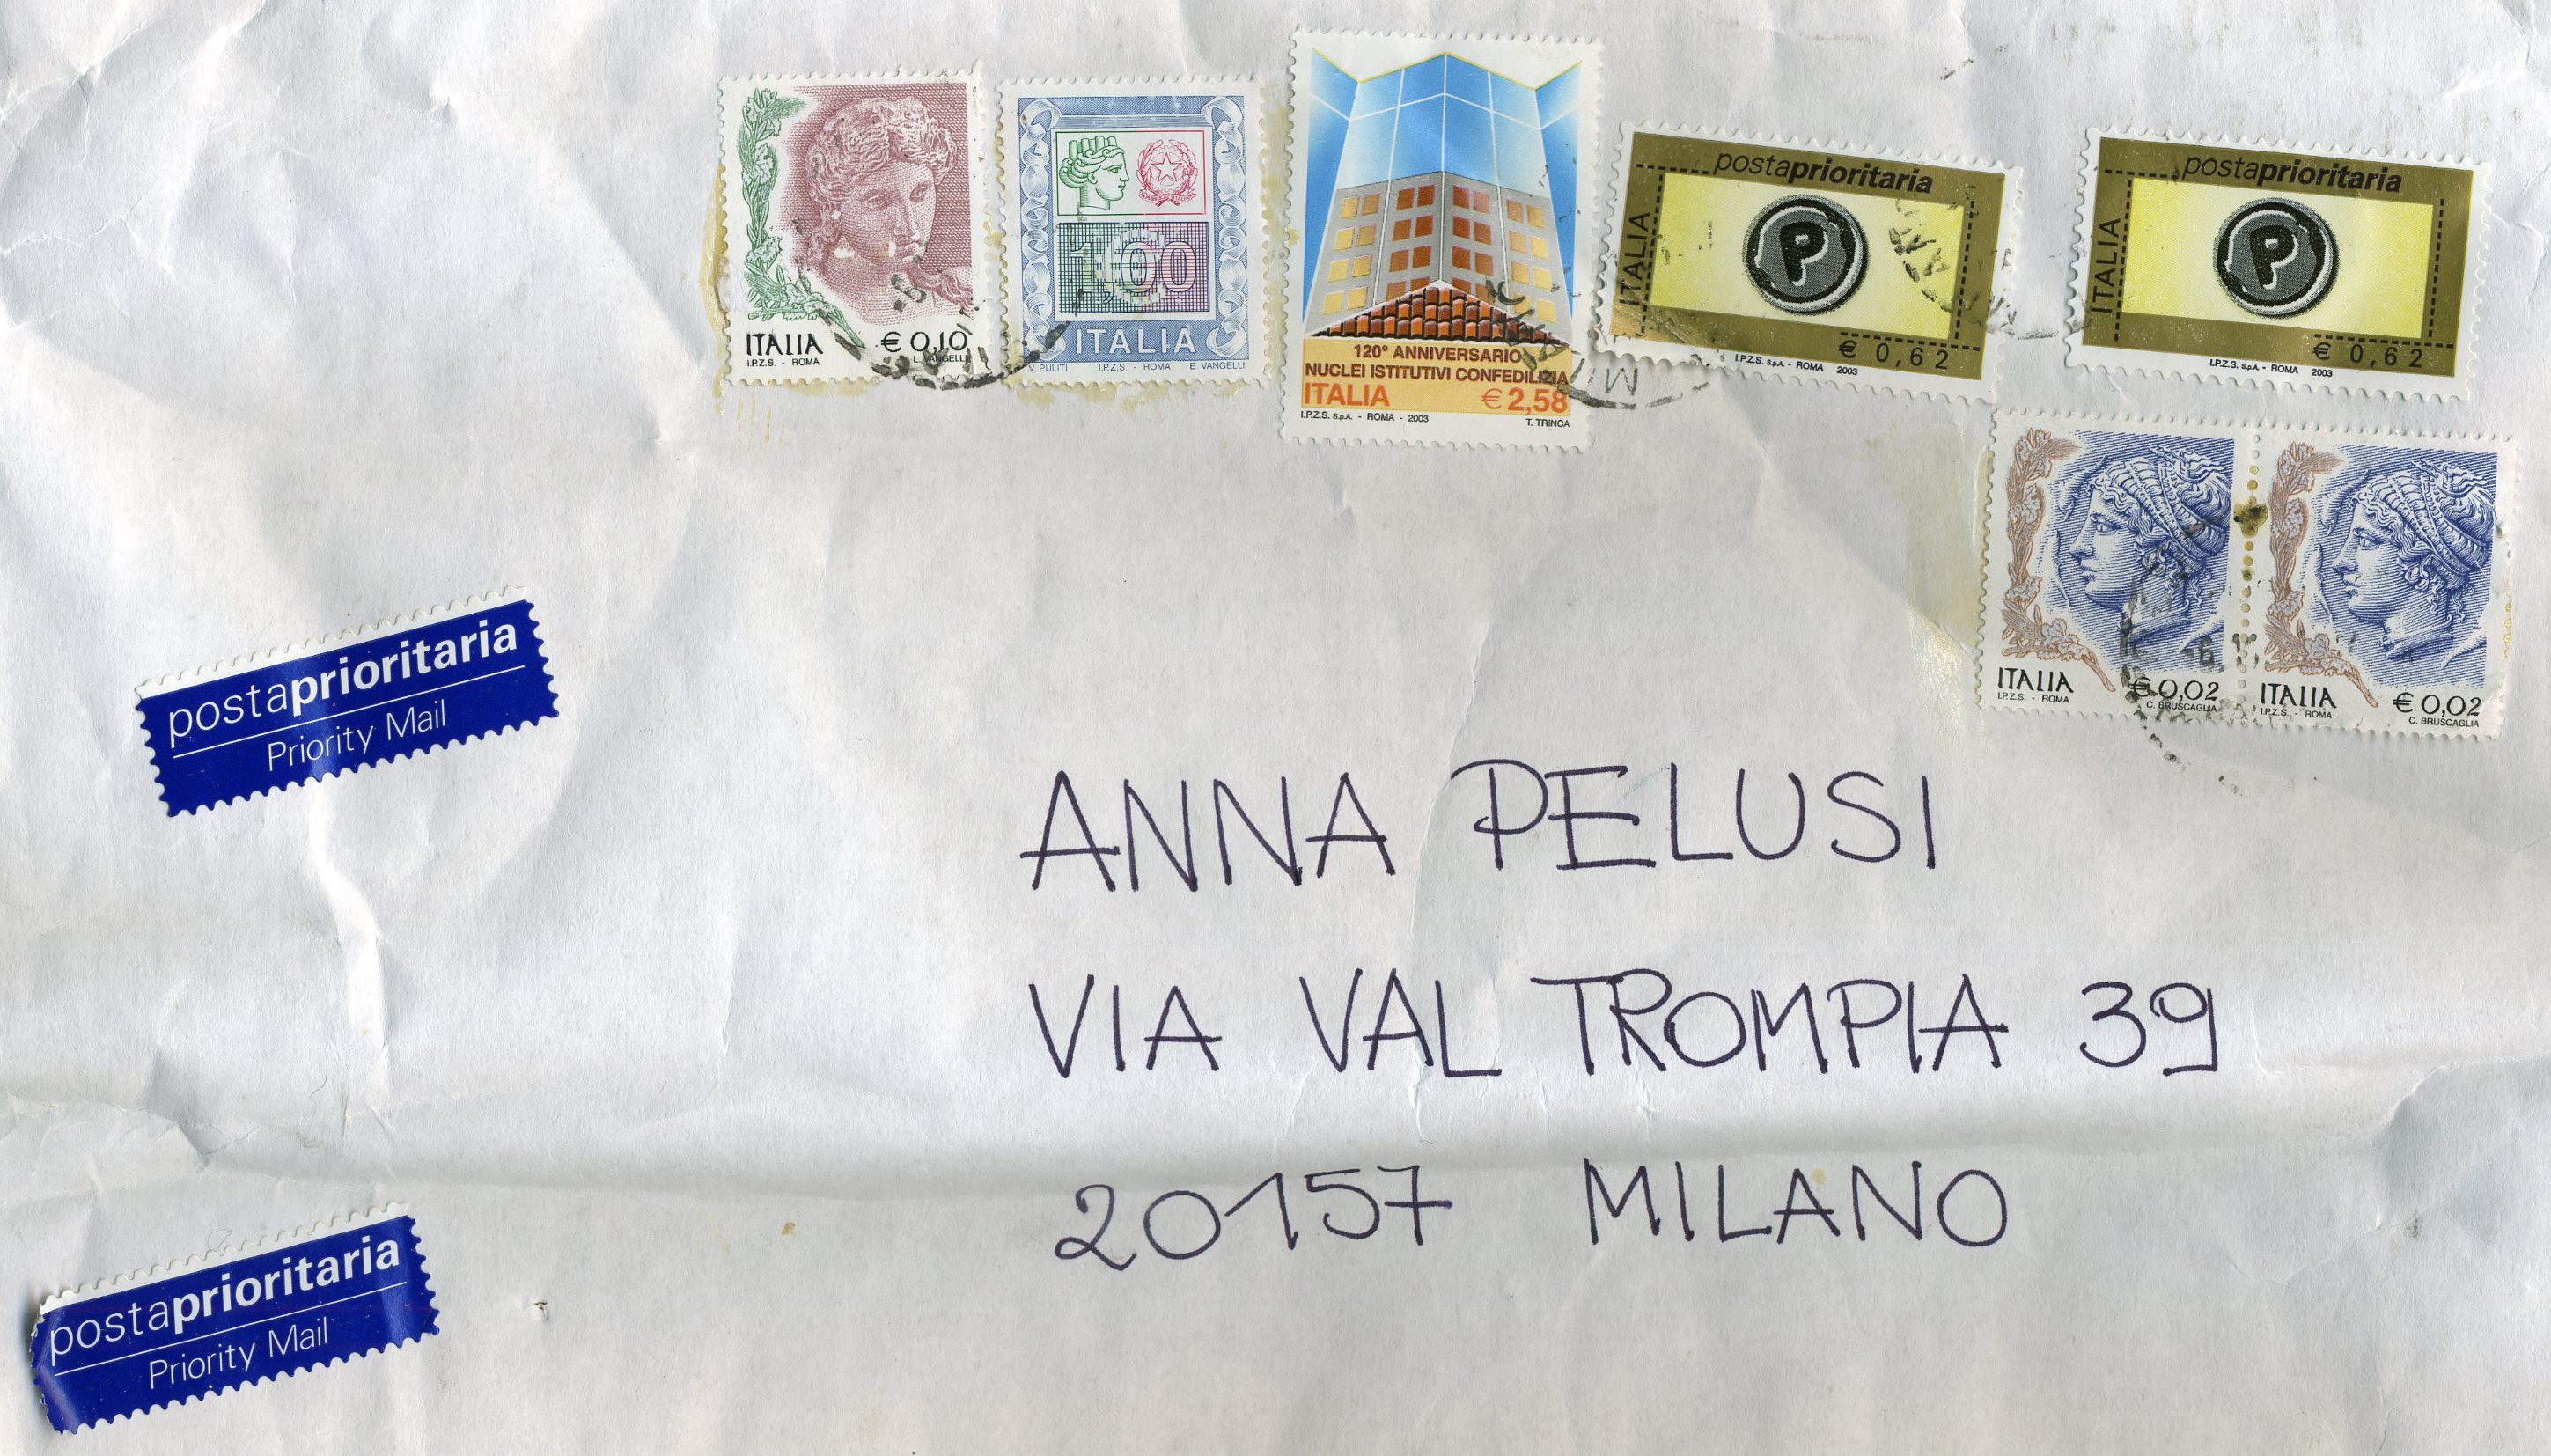 ITALIA
I.P.Z.S. - ROMA
€ 0,10
L. VANGELLI
1,00
ITALIA
V. PULITI I.P.Z.S. - ROMA E. VANGELLI
120° ANNIVERSARIO
NUCLEI ISTITUTIVI CONFEDILIZIA
ITALIA € 2,58
I.P.Z.S. S.p.A. - ROMA - 2003 T. TRINCA
postaprioritaria
ITALIA
P
€ 0,62
I.P.Z.S. S.p.A. - ROMA 2003
postaprioritaria
ITALIA
P
€ 0,62
I.P.Z.S. S.p.A. - ROMA 2003
ITALIA
I.P.Z.S. - ROMA
€ 0,02
C. BRUSCAGLIA
ITALIA
I.P.Z.S. - ROMA
€ 0,02
C. BRUSCAGLIA
postaprioritaria
Priority Mail
ANNA PELUSI
VIA VAL TROMPIA 39
20157 MILANO
postaprioritaria
Priority Mail